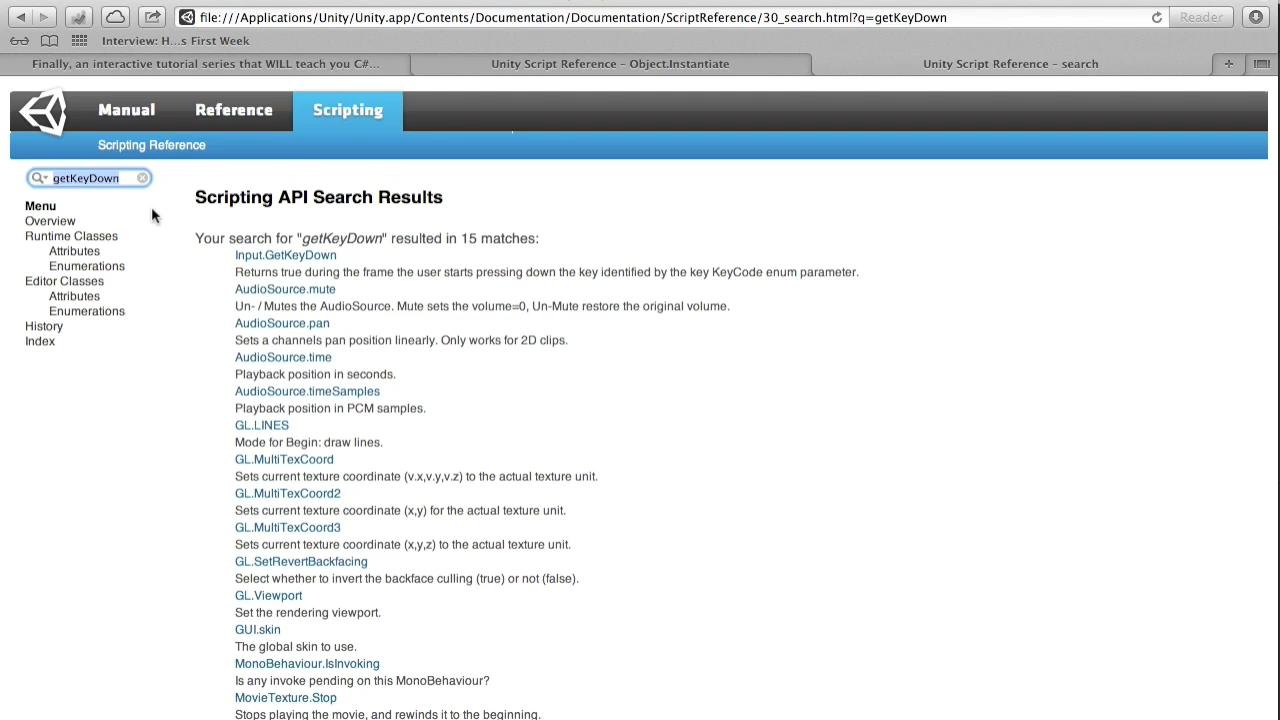 file:///Applications/Unity/Unity.app/Contents/Documentation/Documentation/ScriptReference/30_search.html?q=getKeyDown
Reader
Interview: H...s First Week
Finally, an interactive tutorial series that WILL teach you C#...
Unity Script Reference – Object.Instantiate
Unity Script Reference – search
Manual
Reference
Scripting
Scripting Reference
getKeyDown
Menu
Overview
Runtime Classes
Attributes
Enumerations
Editor Classes
Attributes
Enumerations
History
Index
Scripting API Search Results
Your search for "getKeyDown" resulted in 15 matches:
Input.GetKeyDown
Returns true during the frame the user starts pressing down the key identified by the key KeyCode enum parameter.
AudioSource.mute
Un- / Mutes the AudioSource. Mute sets the volume=0, Un-Mute restore the original volume.
AudioSource.pan
Sets a channels pan position linearly. Only works for 2D clips.
AudioSource.time
Playback position in seconds.
AudioSource.timeSamples
Playback position in PCM samples.
GL.LINES
Mode for Begin: draw lines.
GL.MultiTexCoord
Sets current texture coordinate (v.x,v.y,v.z) to the actual texture unit.
GL.MultiTexCoord2
Sets current texture coordinate (x,y) for the actual texture unit.
GL.MultiTexCoord3
Sets current texture coordinate (x,y,z) to the actual texture unit.
GL.SetRevertBackfacing
Select whether to invert the backface culling (true) or not (false).
GL.Viewport
Set the rendering viewport.
GUI.skin
The global skin to use.
MonoBehaviour.IsInvoking
Is any invoke pending on this MonoBehaviour?
MovieTexture.Stop
Stops playing the movie, and rewinds it to the beginning.